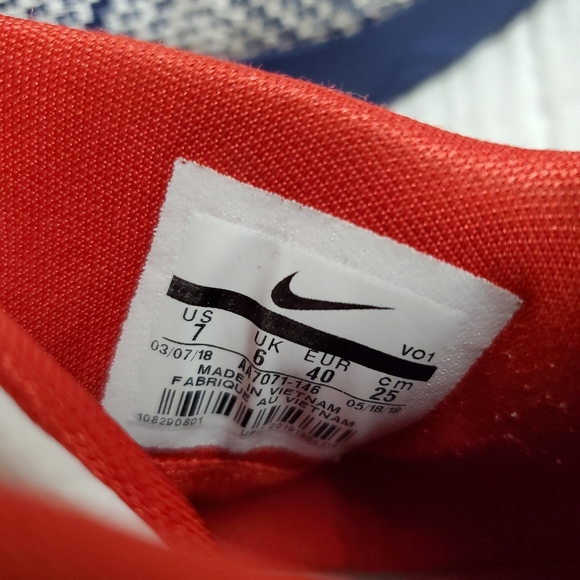 US UK EUR cm VO1
7 6 40 25
03/07/18 AA7071-146 05/18/18
MADE IN VIETNAM
FABRIQUE AU VIETNAM
108290801